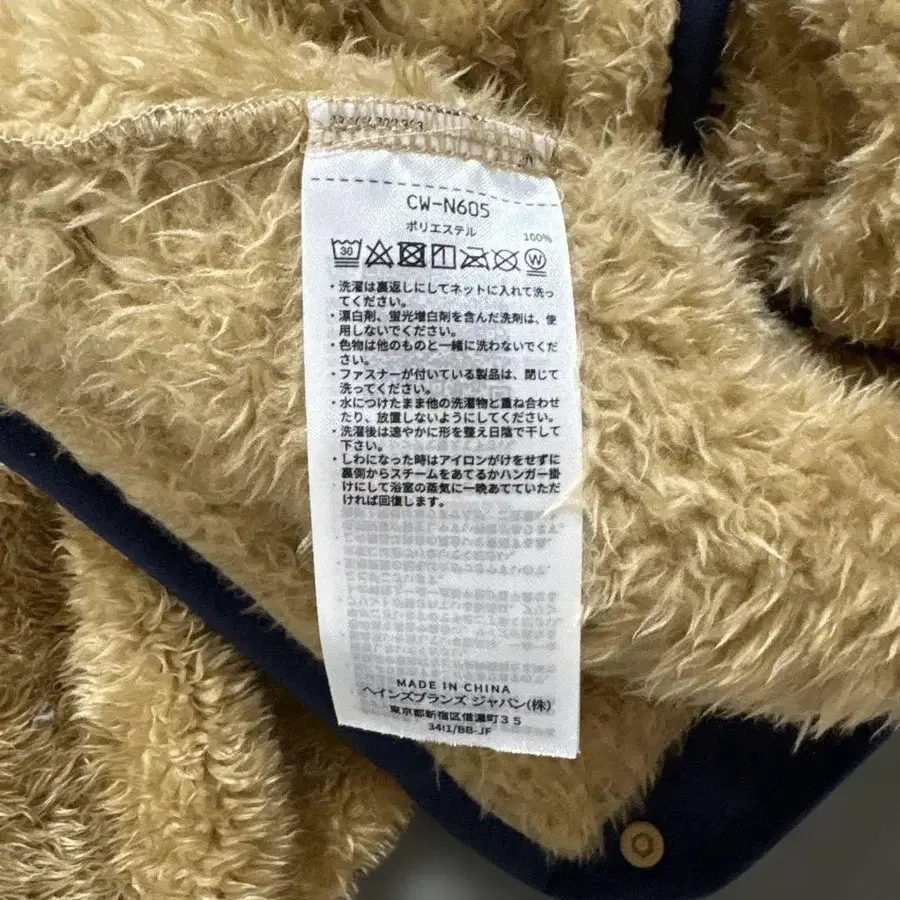 CW-N605
ポリエステル
100%
30
W
・洗濯は裏返しにしてネットに入れて洗っ
てください。
・漂白剤、蛍光増白剤を含んだ洗剤は、使
用しないでください。
・色物は他のものと一緒に洗わないでくだ
さい。
・ファスナーが付いている製品は、閉じて
洗ってください。
・水につけたまま他の洗濯物と重ね合わせ
たり、放置しないようにしてください。
・洗濯後は速やかに形を整え日陰で干して
下さい。
・しわになった時はアイロンがけをせずに
裏側からスチームをあてるかハンガー掛
けにして浴室の蒸気に一晩あてていただ
ければ回復します。
MADE IN CHINA
ヘインズブランズ ジャパン(株)
東京都新宿区信濃町35
34I1/BB-JF